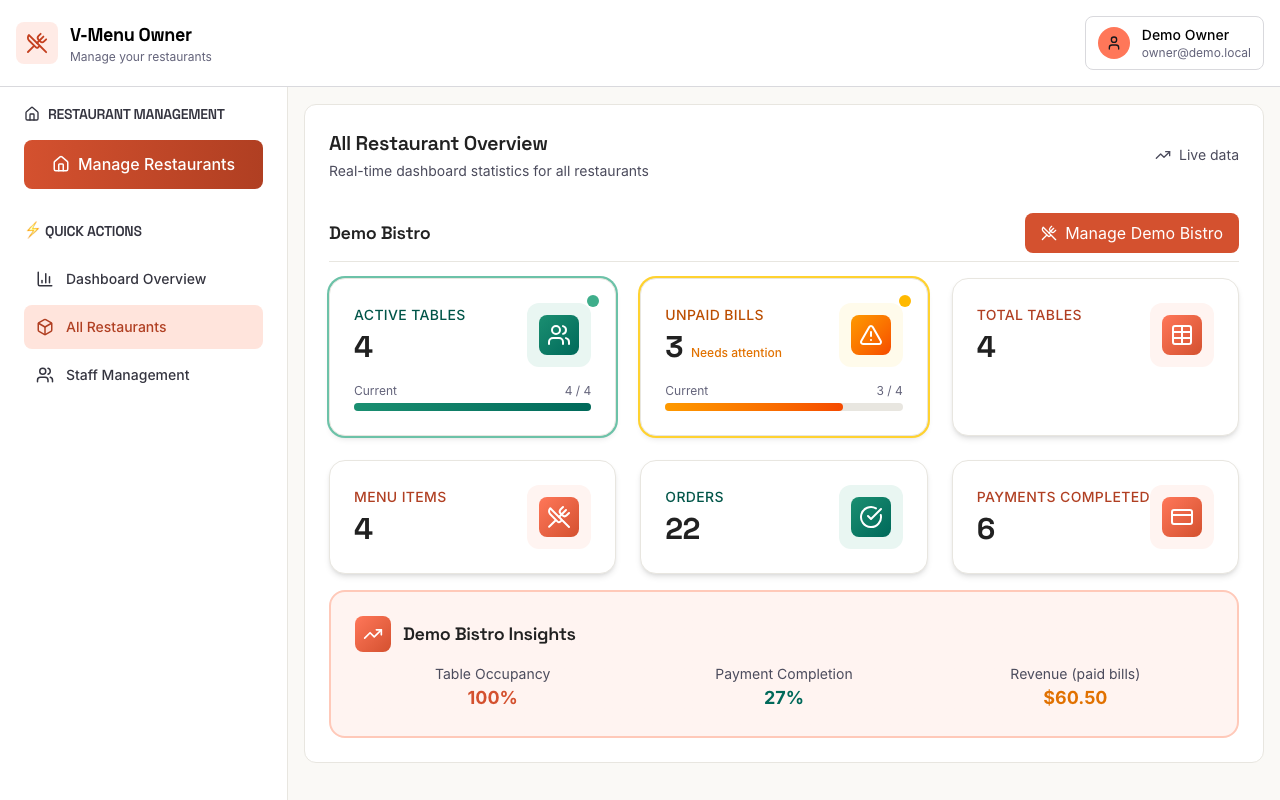 V-Menu Owner
Manage your restaurants
Demo Owner
owner@demo.local
RESTAURANT MANAGEMENT
Manage Restaurants
QUICK ACTIONS
Dashboard Overview
All Restaurants
Staff Management
All Restaurant Overview
Real-time dashboard statistics for all restaurants
Live data
Demo Bistro
Manage Demo Bistro
ACTIVE TABLES
4
Current 4 / 4
UNPAID BILLS
3 Needs attention
Current 3 / 4
TOTAL TABLES
4
MENU ITEMS
4
ORDERS
22
PAYMENTS COMPLETED
6
Demo Bistro Insights
Table Occupancy
100%
Payment Completion
27%
Revenue (paid bills)
$60.50